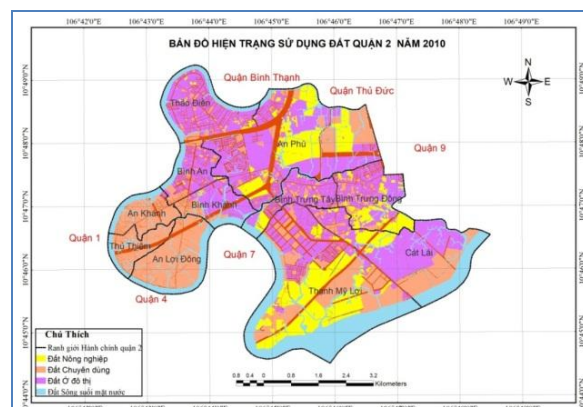 106°42'0"E 106°43'0"E 106°44'0"E 106°45'0"E 106°46'0"E 106°47'0"E 106°48'0"E 106°49'0"E
BẢN ĐỒ HIỆN TRẠNG SỬ DỤNG ĐẤT QUẬN 2 NĂM 2010
N
W E
S
Quận Bình Thạnh
Quận Thủ Đức
Thảo Điền
An Phú
Quận 9
Bình An
Bình Khánh
Bình Trưng Tây
Bình Trưng Đông
An Khánh
Quận 1
Thủ Thiêm
An Lợi Đông
Quận 7
Cát Lái
Quận 4
Thạnh Mỹ Lợi
Chú Thích
Ranh giới Hành chính quận 2
Đất Nông nghiệp
Đất Chuyên dùng
Đất Ở đô thị
Đất Sông suối mặt nước
0.8 0.4 0 0.8 1.6 2.4 3.2
Kilometers